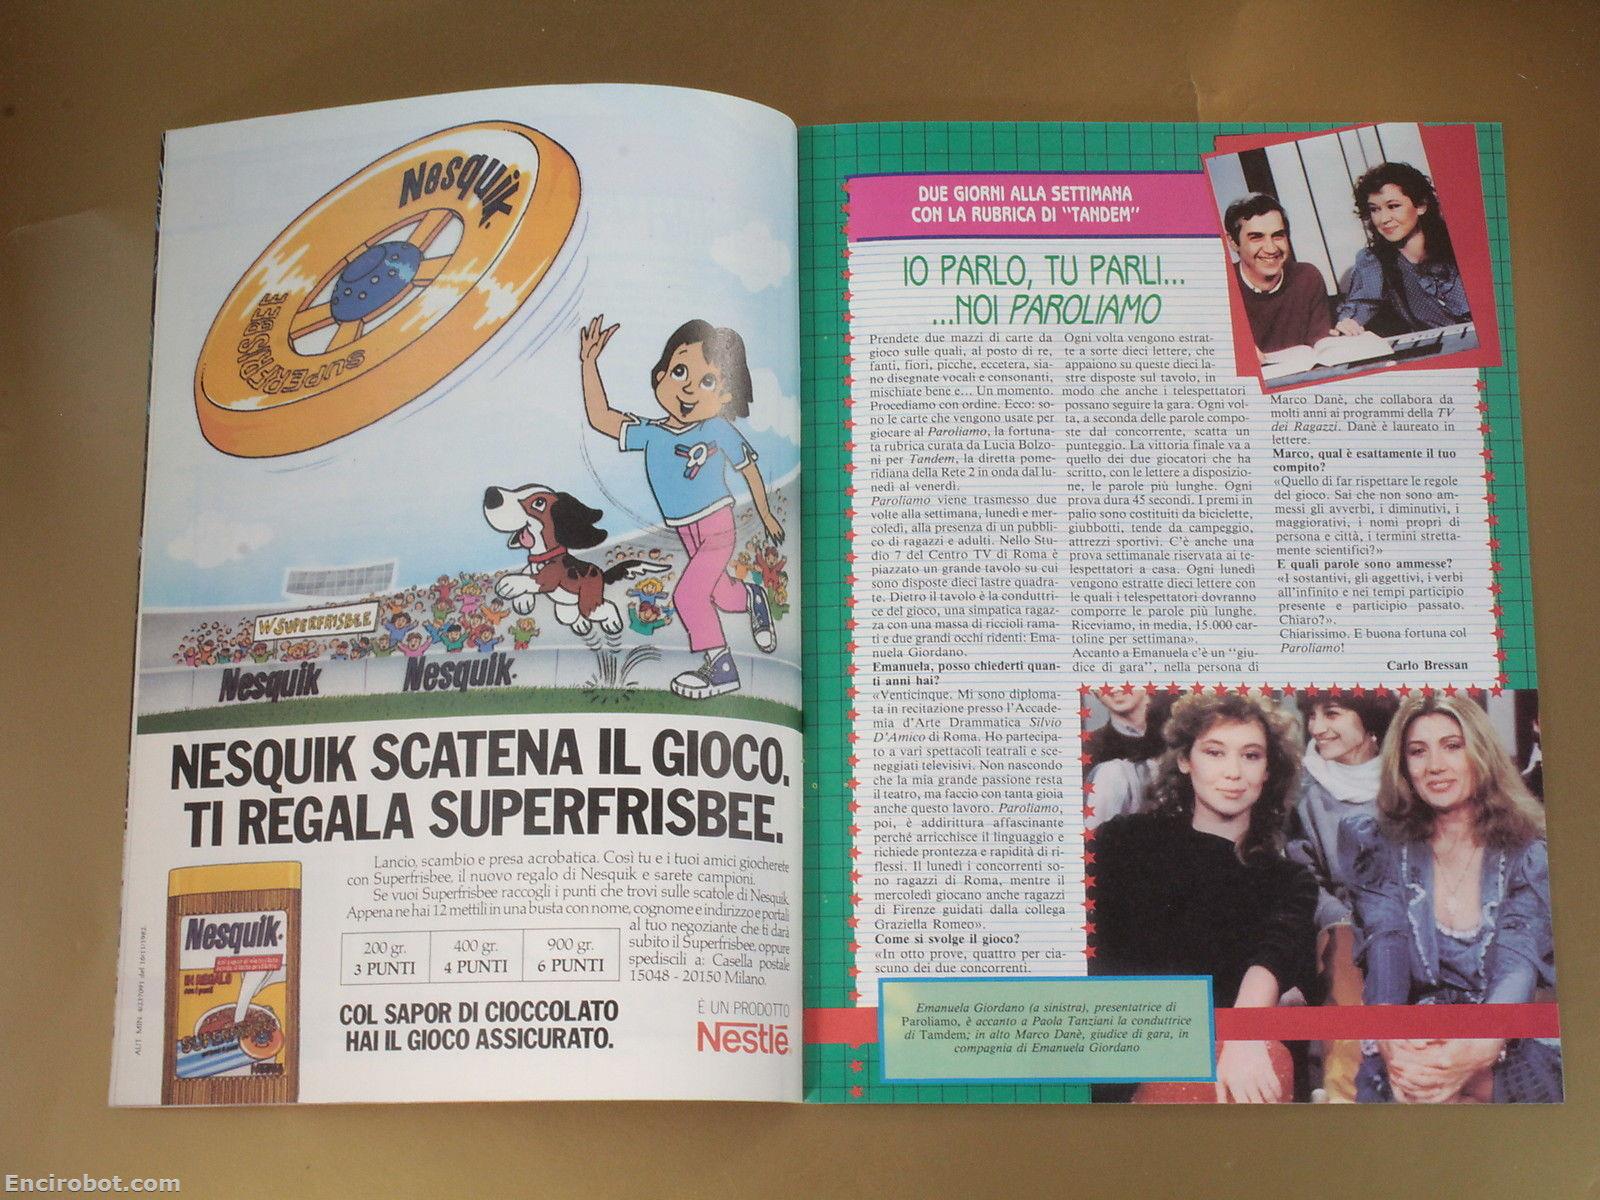 Nesquik
SUPERFRISBEE
W SUPERFRISBEE
Nesquik
Nesquik
NESQUIK SCATENA IL GIOCO.
TI REGALA SUPERFRISBEE.
Lancio, scambio e presa acrobatica. Così tu e i tuoi amici giocherete
con Superfrisbee, il nuovo regalo di Nesquik e sarete campioni.
Se vuoi Superfrisbee raccogli i punti che trovi sulle scatole di Nesquik
Appena ne hai 12 mettili in una busta con nome, cognome e indirizzo e portali
al tuo negoziante che ti darà
subito il Superfrisbee, oppure
spediscili a: Casella postale
15048 - 20150 Milano.
200 gr. 400 gr. 900 gr.
3 PUNTI 4 PUNTI 6 PUNTI
COL SAPOR DI CIOCCOLATO
HAI IL GIOCO ASSICURATO.
È UN PRODOTTO
Nestlé
Nesquik
IN REGALO
SUPERFRISBEE
DUE GIORNI ALLA SETTIMANA
CON LA RUBRICA DI "TANDEM"
IO PARLO, TU PARLI...
...NOI PAROLIAMO
Prendete due mazzi di carte da
gioco sulle quali, al posto di re,
fanti, fiori, picche, eccetera, sia-
no disegnate vocali e consonanti,
mischiate bene e... Un momento.
Procediamo con ordine. Ecco: so-
no le carte che vengono usate per
giocare al Paroliamo, la fortuna-
ta rubrica curata da Lucia Bolzo-
ni per Tandem, la diretta pome-
ridiana della Rete 2 in onda dal lu-
nedì al venerdì.
Paroliamo viene trasmesso due
volte alla settimana, lunedì e mer-
coledì, alla presenza di un pubbli-
co di ragazzi e adulti. Nello Stu-
dio 7 del Centro TV di Roma è
piazzato un grande tavolo su cui
sono disposte dieci lastre quadra-
te. Dietro il tavolo è la conduttri-
ce del gioco, una simpatica ragaz-
za con una massa di riccioli rama-
ti e due grandi occhi ridenti: Ema-
nuela Giordano.
Emanuela, posso chiederti quan-
ti anni hai?
«Venticinque. Mi sono diploma-
ta in recitazione presso l'Accade-
mia d'Arte Drammatica Silvio
D'Amico di Roma. Ho partecipa-
to a vari spettacoli teatrali e sce-
neggiati televisivi. Non nascondo
che la mia grande passione resta
il teatro, ma faccio con tanta gioia
anche questo lavoro. Paroliamo,
poi, è addirittura affascinante
perché arricchisce il linguaggio e
richiede prontezza e rapidità di ri-
flessi. Il lunedì i concorrenti so-
no ragazzi di Roma, mentre il
mercoledì giocano anche ragazzi
di Firenze guidati dalla collega
Graziella Romeo».
Come si svolge il gioco?
«In otto prove, quattro per cia-
scuno dei due concorrenti.
Ogni volta vengono estrat-
te a sorte dieci lettere, che
appaiono su queste dieci la-
stre disposte sul tavolo, in
modo che anche i telespettatori
possano seguire la gara. Ogni vol-
ta, a seconda delle parole compo-
ste dal concorrente, scatta un
punteggio. La vittoria finale va a
quello dei due giocatori che ha
scritto, con le lettere a disposizio-
ne, le parole più lunghe. Ogni
prova dura 45 secondi. I premi in
palio sono costituiti da biciclette,
giubbotti, tende da campeggio,
attrezzi sportivi. C'è anche una
prova settimanale riservata ai te-
lespettatori a casa. Ogni lunedì
vengono estratte dieci lettere con
le quali i telespettatori dovranno
comporre le parole più lunghe.
Riceviamo, in media, 15.000 car-
toline per settimana».
Accanto a Emanuela c'è un "giu-
dice di gara", nella persona di
Marco Danè, che collabora da
molti anni ai programmi della TV
dei Ragazzi. Danè è laureato in
lettere.
Marco, qual è esattamente il tuo
compito?
«Quello di far rispettare le regole
del gioco. Sai che non sono am-
messi gli avverbi, i diminutivi, i
maggiorativi, i nomi propri di
persona e città, i termini stretta-
mente scientifici?»
E quali parole sono ammesse?
«I sostantivi, gli aggettivi, i verbi
all'infinito e nei tempi participio
presente e participio passato.
Chiaro?».
Chiarissimo. E buona fortuna col
Paroliamo!
Carlo Bressan
Emanuela Giordano (a sinistra), presentatrice di
Paroliamo, è accanto a Paola Tanziani la conduttrice
di Tamdem; in alto Marco Danè, giudice di gara, in
compagnia di Emanuela Giordano
Encirobot.com